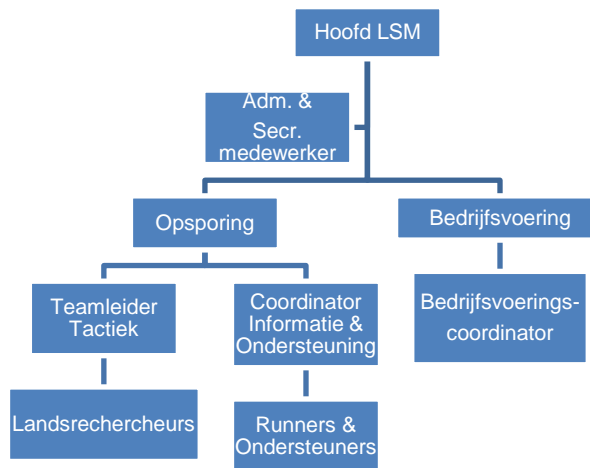 Hoofd LSM
Adm. &
Secr.
medewerker
Opsporing
Bedrijfsvoering
Teamleider
Tactiek
Coordinator
Informatie &
Ondersteuning
Bedrijfsvoerings-
coordinator
Landsrechercheurs
Runners &
Ondersteuners